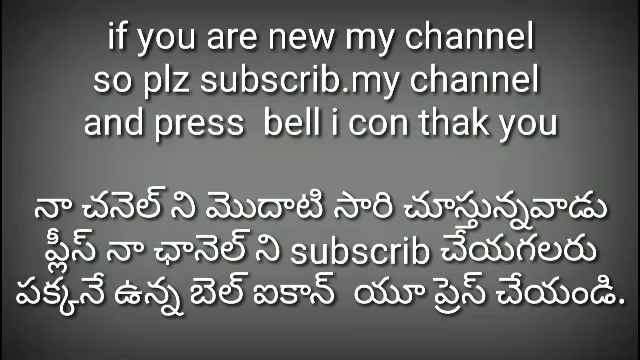 if you are new my channel
so plz subscrib.my channel
and press bell i con thak you
నా చనెల్ ని మొదాటి సారి చూస్తున్నవాడు
ప్లీస్ నా ఛానెల్ ని subscrib చేయగలరు
పక్కనే ఉన్న బెల్ ఐకాన్ యూ ప్రెస్ చేయండి.